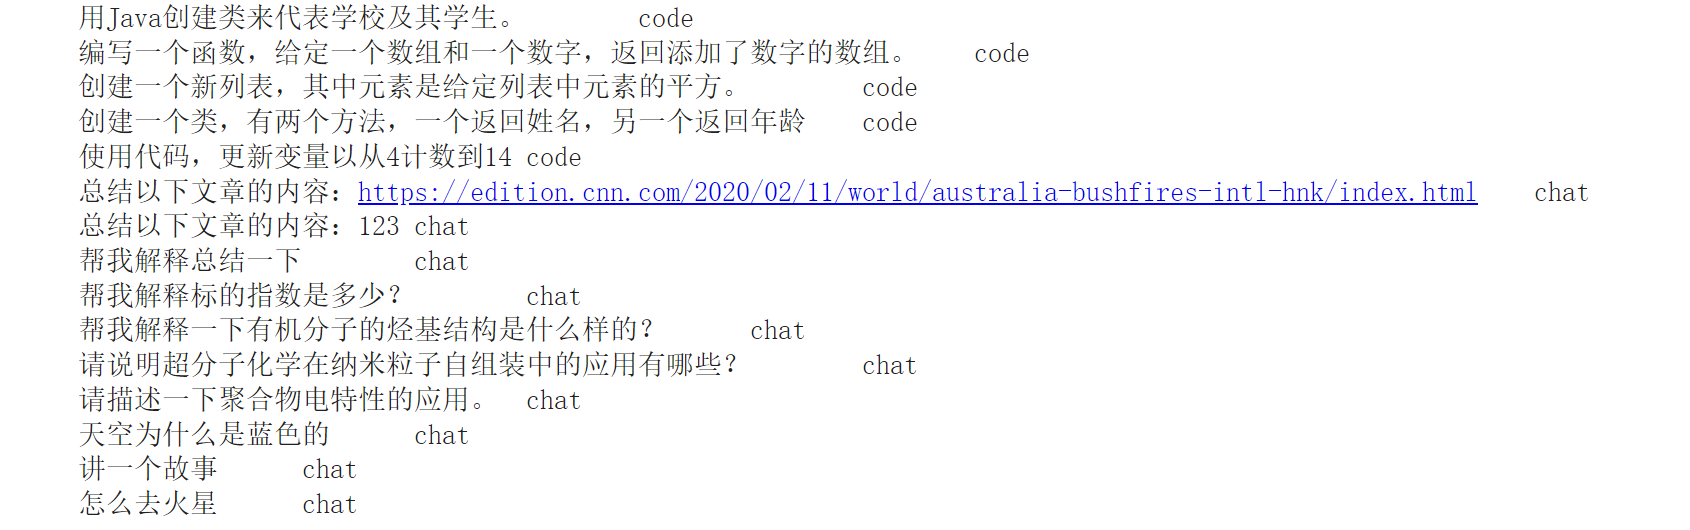 用Java创建类来代表学校及其学生。 code
编写一个函数，给定一个数组和一个数字，返回添加了数字的数组。 code
创建一个新列表，其中元素是给定列表中元素的平方。 code
创建一个类，有两个方法，一个返回姓名，另一个返回年龄 code
使用代码，更新变量以从4计数到14 code
总结以下文章的内容：https://edition.cnn.com/2020/02/11/world/australia-bushfires-intl-hnk/index.html chat
总结以下文章的内容：123 chat
帮我解释总结一下 chat
帮我解释标的指数是多少？ chat
帮我解释一下有机分子的烃基结构是什么样的？ chat
请说明超分子化学在纳米粒子自组装中的应用有哪些？ chat
请描述一下聚合物电特性的应用。 chat
天空为什么是蓝色的 chat
讲一个故事 chat
怎么去火星 chat